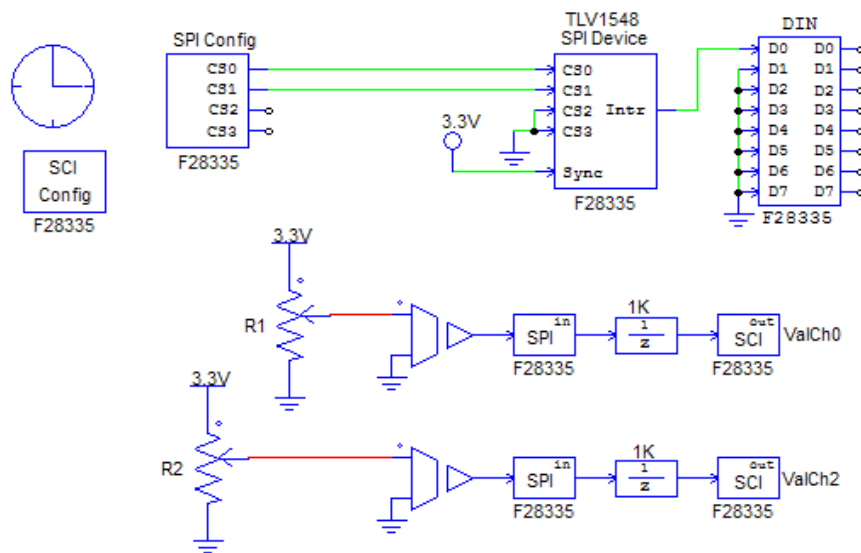 TLV1548
SPI Device
DIN
SPI Config
CS0
CS1
CS2
CS3
F28335
SCI
Config
F28335
3.3V
CS0
CS1
CS2
CS3
Intr
Sync
F28335
D0 D0
D1 D1
D2 D2
D3 D3
D4 D4
D5 D5
D6 D6
D7 D7
F28335
3.3V
R1
in
SPI
F28335
1K
1
z
out
SCI
F28335
ValCh0
3.3V
R2
in
SPI
F28335
1K
1
z
out
SCI
F28335
ValCh2